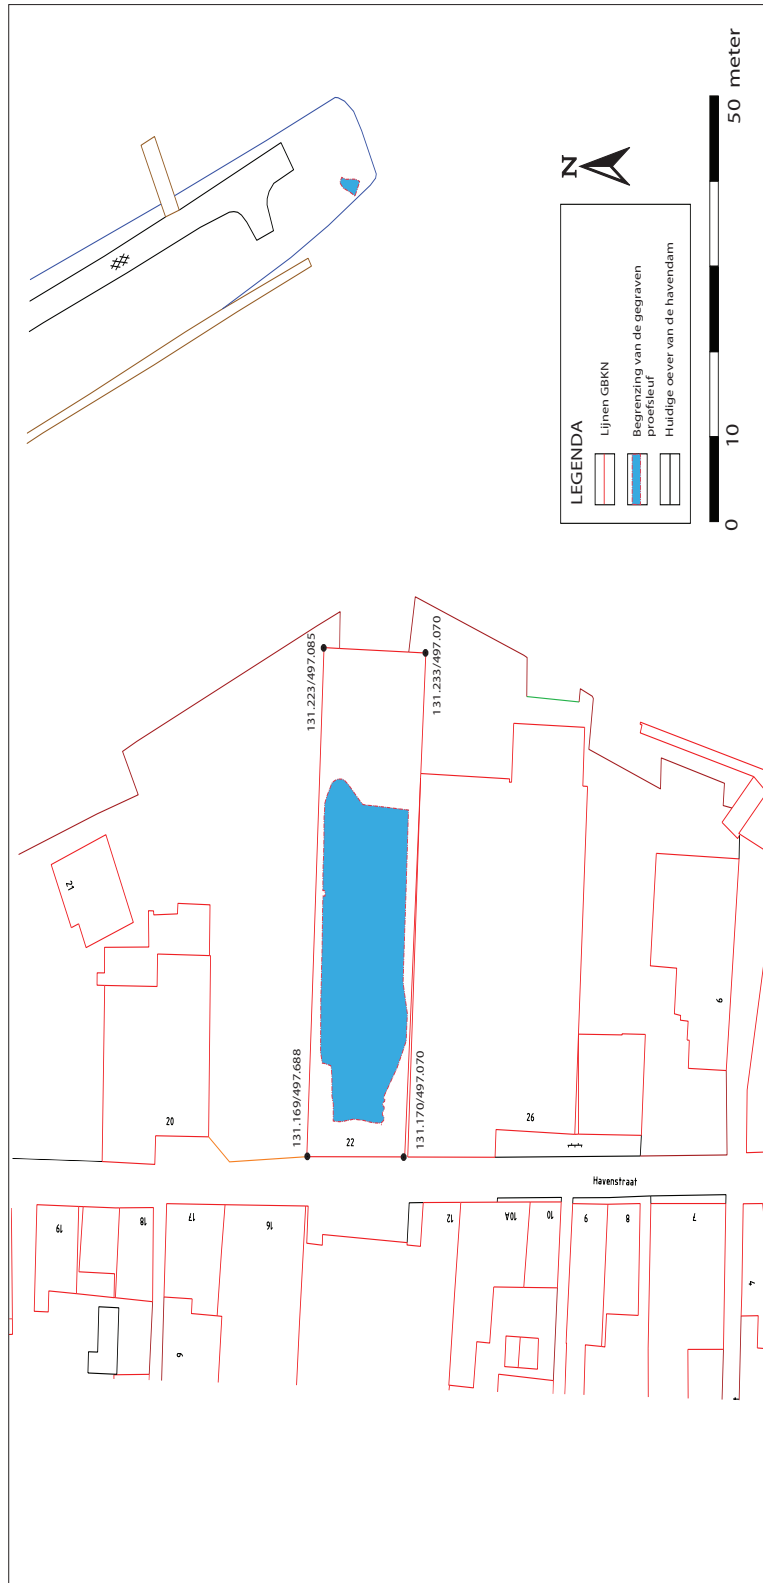 N
LEGENDA
Lijnen GBKN
Begrenzing van de gegraven
proefsleuf
Huidige oever van de havendam
0
10
50 meter
131.223/497.085
131.233/497.070
131.169/497.688
131.170/497.070
21
20
22
26
9
Havenstraat
19
18
17
16
12
10A
10
9
8
7
4
6